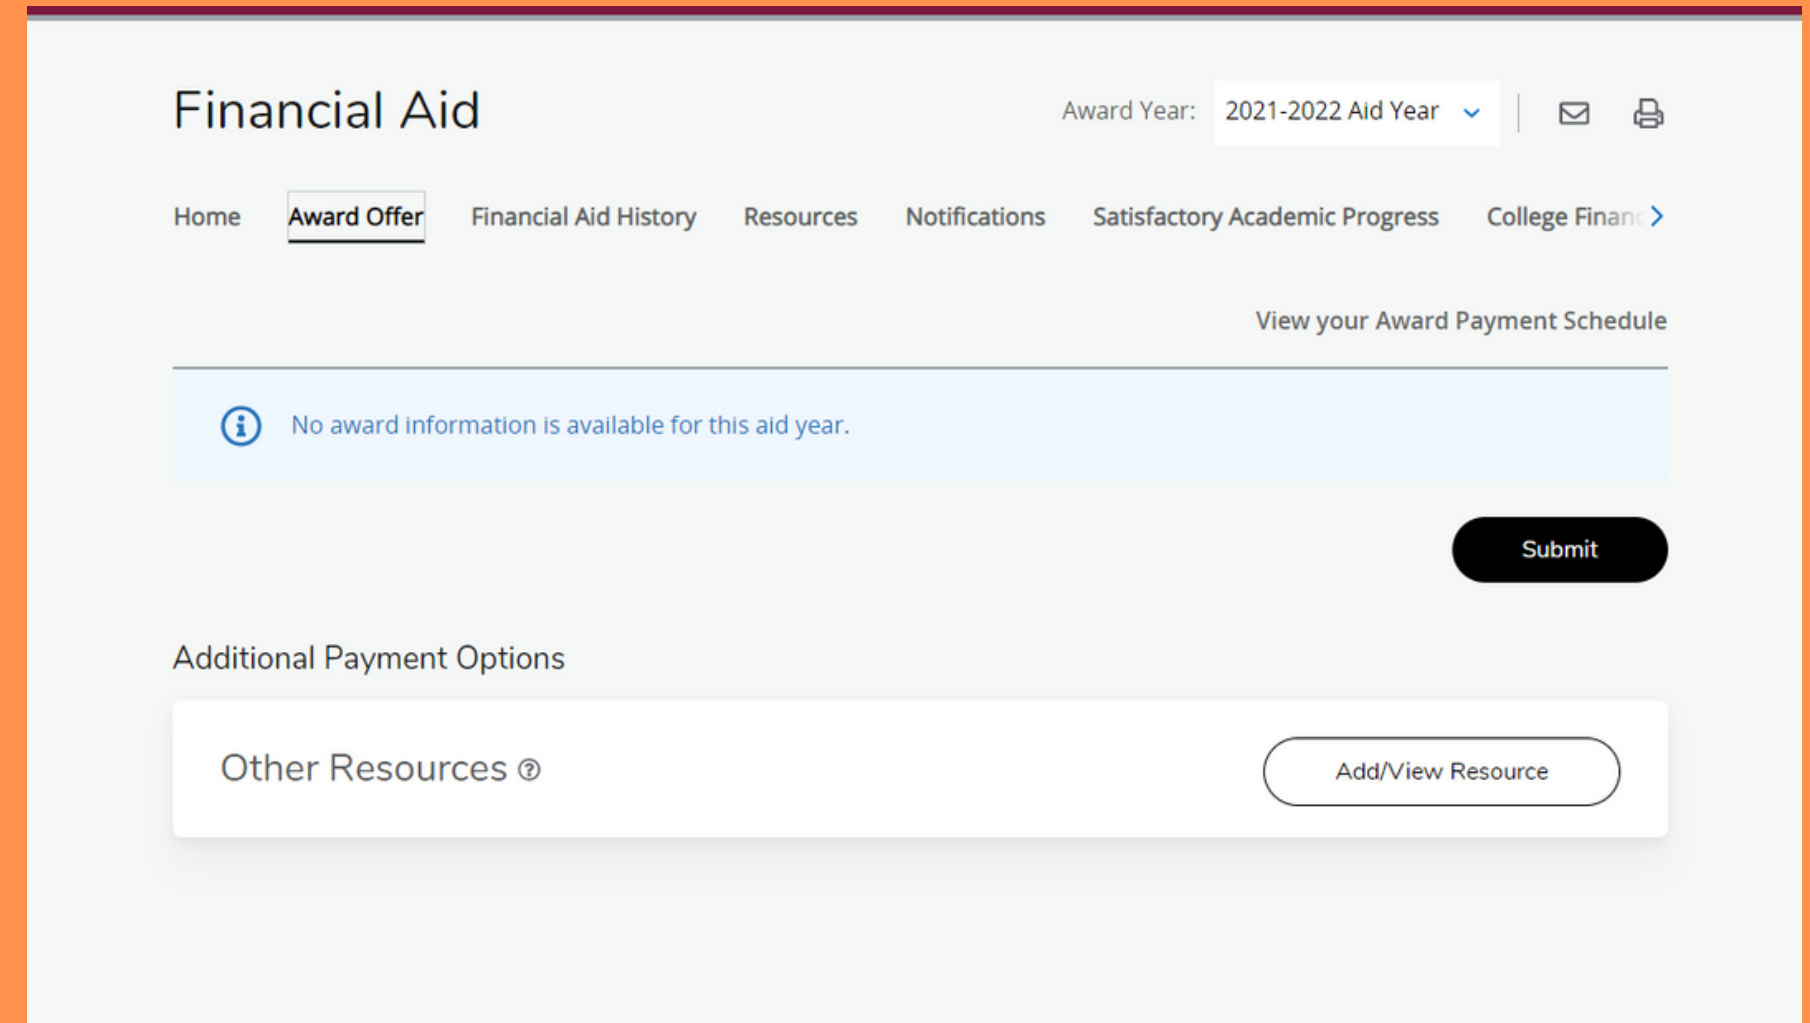 Financial Aid
Award Year: 2021-2022 Aid Year
Home Award Offer Financial Aid History Resources Notifications Satisfactory Academic Progress College Financ
View your Award Payment Schedule
No award information is available for this aid year.
Submit
Additional Payment Options
Other Resources
Add/View Resource